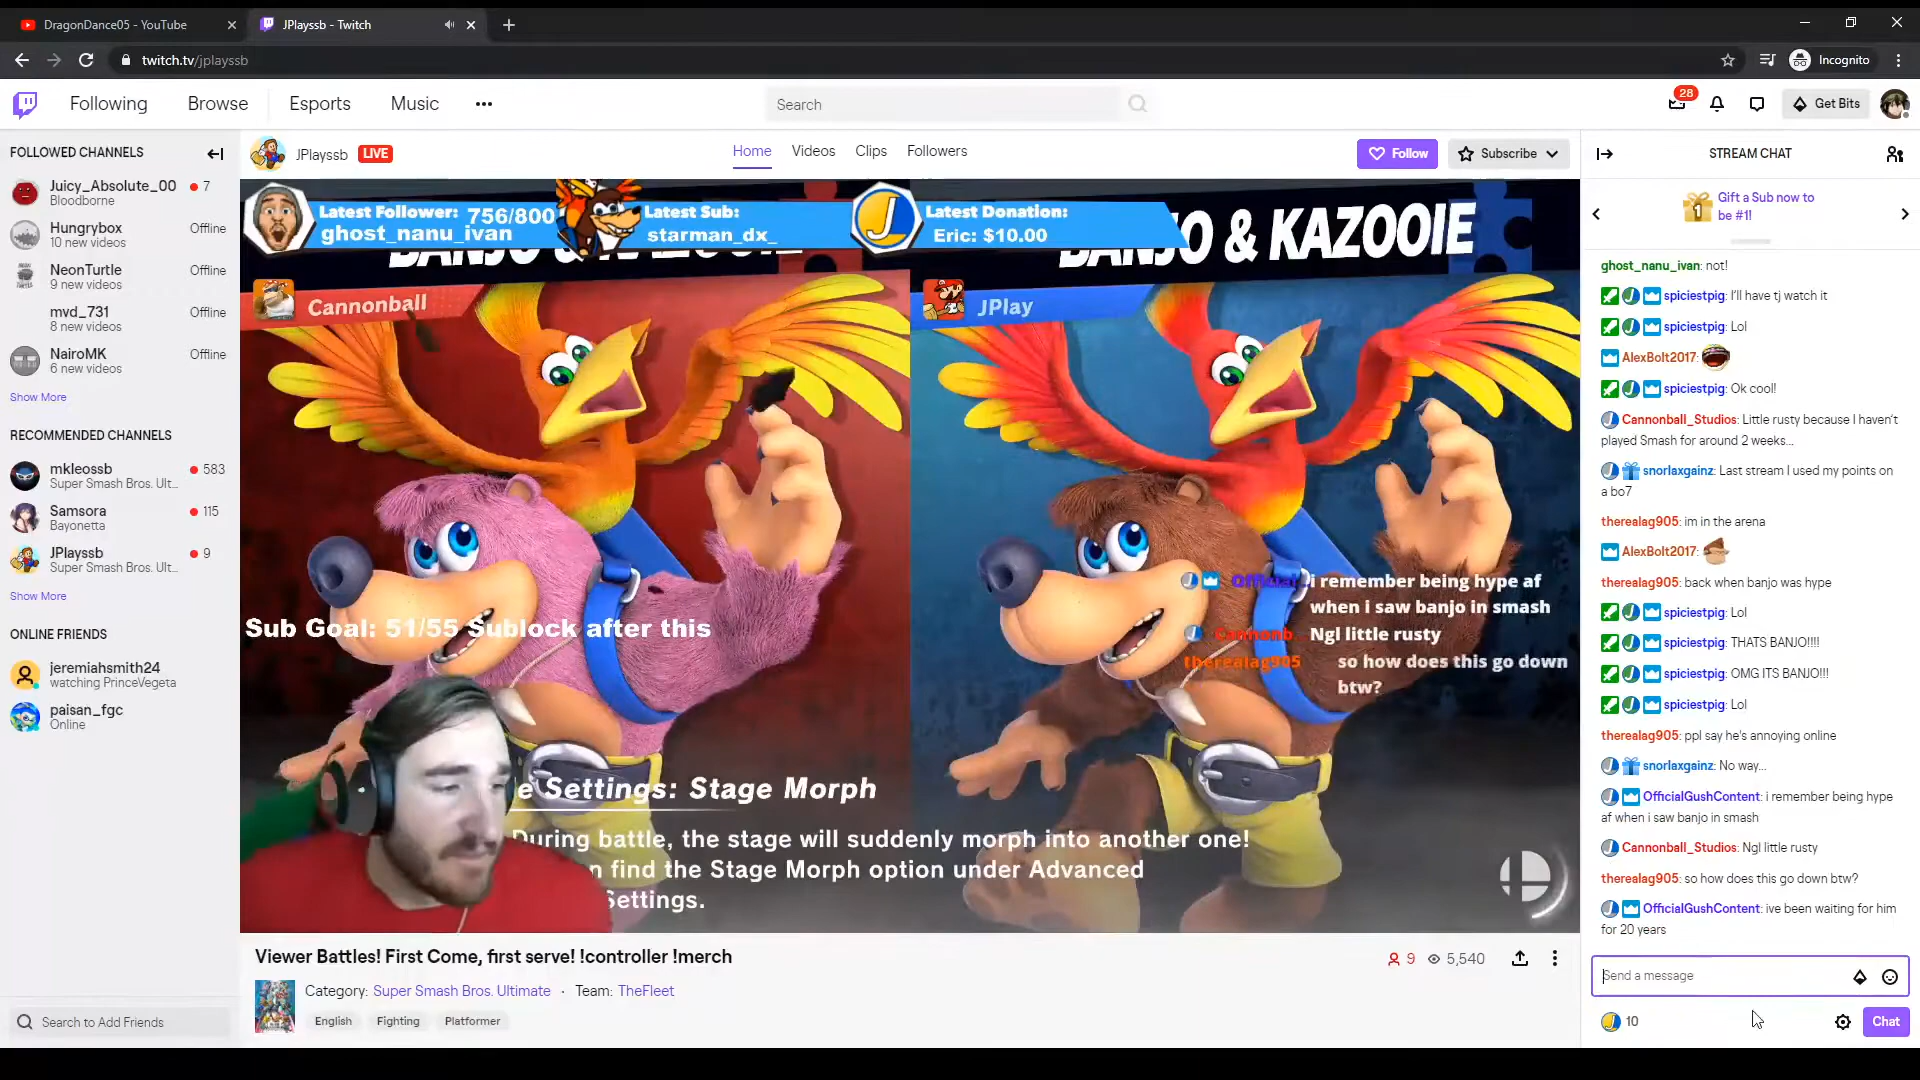 DragonDance05 - YouTube
JPlayssb - Twitch
twitch.tv/jplayssb
Incognito
Following
Browse
Esports
Music
Search
28
Get Bits
FOLLOWED CHANNELS
Juicy_Absolute_00
7
Bloodborne
Hungrybox
Offline
10 new videos
NeonTurtle
Offline
9 new videos
mvd_731
Offline
8 new videos
NairoMK
Offline
6 new videos
Show More
RECOMMENDED CHANNELS
mkleossb
583
Super Smash Bros. Ult...
Samsora
115
Bayonetta
JPlayssb
9
Super Smash Bros. Ult...
Show More
ONLINE FRIENDS
jeremiahsmith24
watching PrinceVegeta
paisan_fgc
Online
Search to Add Friends
JPlayssb LIVE
Home
Videos
Clips
Followers
Follow
Subscribe
Latest Follower: 756/800
ghost_nanu_ivan
Latest Sub:
starman_dx_
Latest Donation:
Eric: $10.00
BANJO & KAZOOIE
Cannonball
JPlay
i remember being hype af
when i saw banjo in smash
Ngl little rusty
therealag905
so how does this go down
btw?
Sub Goal: 51/55 Sublock after this
e Settings: Stage Morph
During battle, the stage will suddenly morph into another one!
n find the Stage Morph option under Advanced
Settings.
Viewer Battles! First Come, first serve! !controller !merch
9
5,540
Category: Super Smash Bros. Ultimate · Team: TheFleet
English
Fighting
Platformer
STREAM CHAT
1
Gift a Sub now to
be #1!
ghost_nanu_ivan: not!
spiciestpig: I'll have tj watch it
spiciestpig: Lol
AlexBolt2017:
spiciestpig: Ok cool!
Cannonball_Studios: Little rusty because I haven't
played Smash for around 2 weeks...
snorlaxgainz: Last stream I used my points on
a bo7
therealag905: im in the arena
AlexBolt2017:
therealag905: back when banjo was hype
spiciestpig: Lol
spiciestpig: THATS BANJO!!!!
spiciestpig: OMG ITS BANJO!!!
spiciestpig: Lol
therealag905: ppl say he's annoying online
snorlaxgainz: No way...
OfficialGushContent: i remember being hype
af when i saw banjo in smash
Cannonball_Studios: Ngl little rusty
therealag905: so how does this go down btw?
OfficialGushContent: ive been waiting for him
for 20 years
Send a message
10
Chat